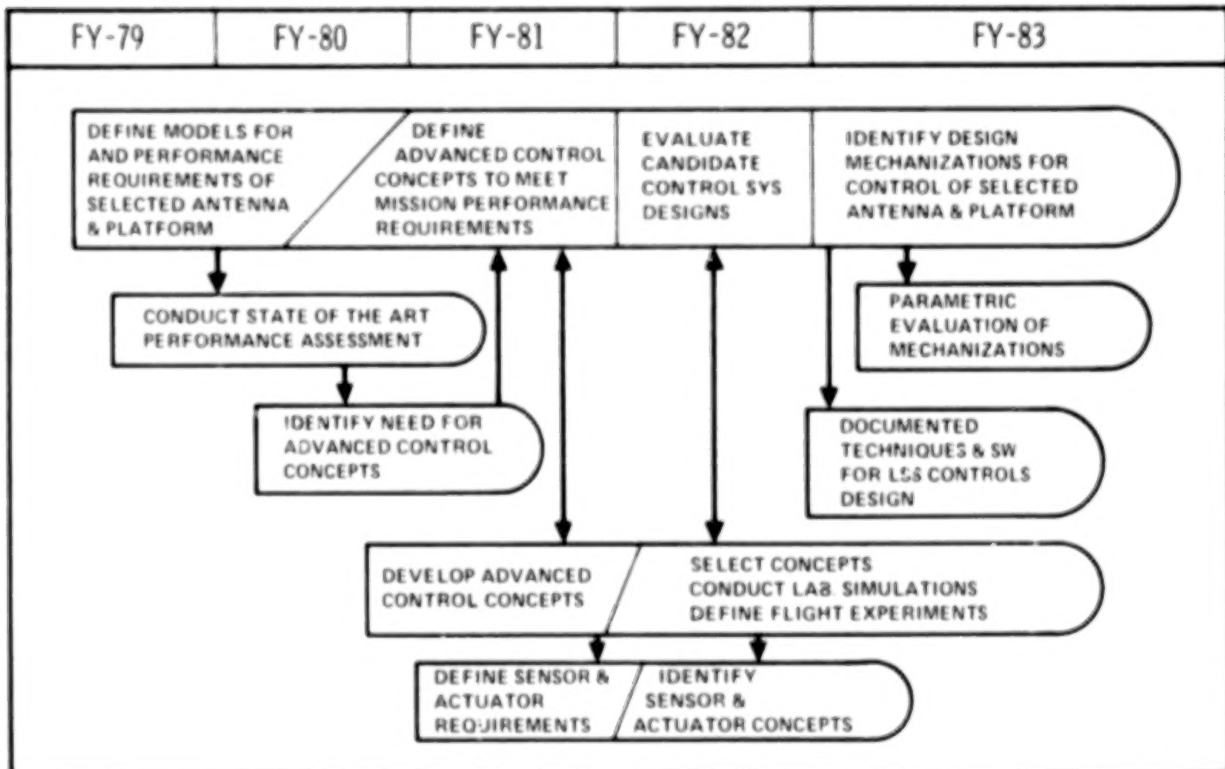 FY-79
FY-80
FY-81
FY-82
FY-83
DEFINE MODELS FOR
AND PERFORMANCE
REQUIREMENTS OF
SELECTED ANTENNA
& PLATFORM
DEFINE
ADVANCED CONTROL
CONCEPTS TO MEET
MISSION PERFORMANCE
REQUIREMENTS
EVALUATE
CANDIDATE
CONTROL SYS
DESIGNS
IDENTIFY DESIGN
MECHANIZATIONS FOR
CONTROL OF SELECTED
ANTENNA & PLATFORM
CONDUCT STATE OF THE ART
PERFORMANCE ASSESSMENT
PARAMETRIC
EVALUATION OF
MECHANIZATIONS
IDENTIFY NEED FOR
ADVANCED CONTROL
CONCEPTS
DOCUMENTED
TECHNIQUES & SW
FOR LSS CONTROLS
DESIGN
DEVELOP ADVANCED
CONTROL CONCEPTS
SELECT CONCEPTS
CONDUCT LAB. SIMULATIONS
DEFINE FLIGHT EXPERIMENTS
DEFINE SENSOR &
ACTUATOR
REQUIREMENTS
IDENTIFY
SENSOR &
ACTUATOR CONCEPTS